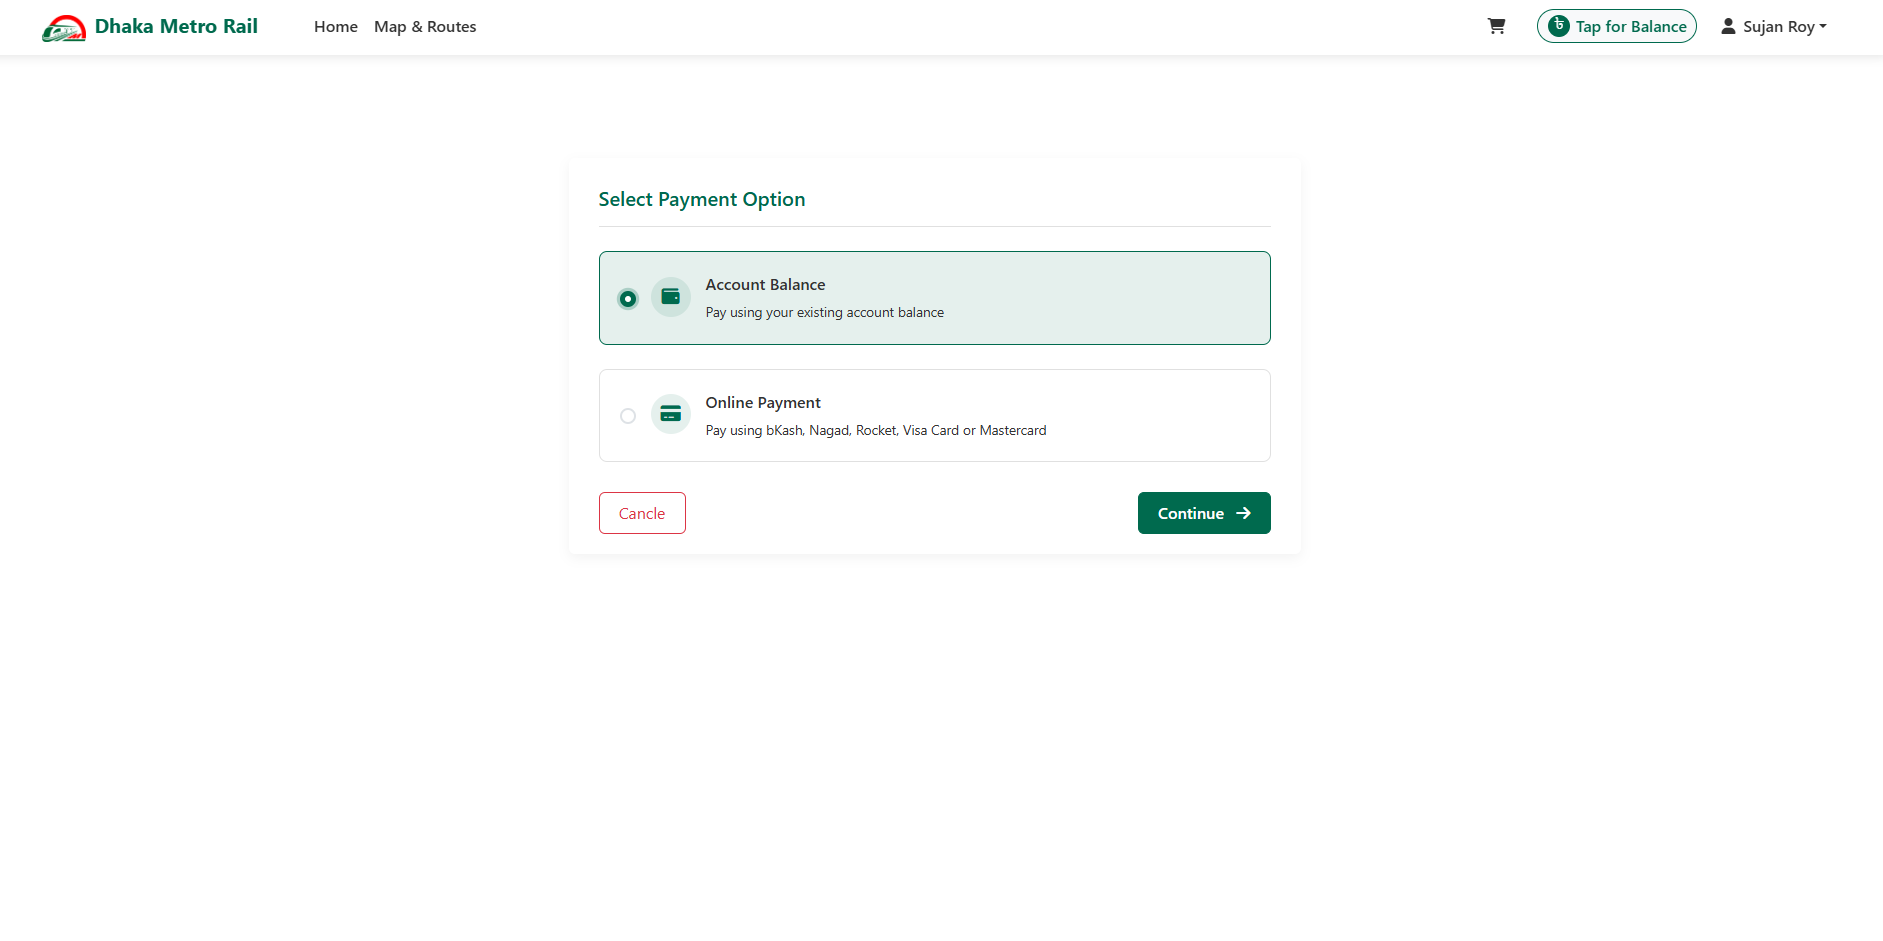 Dhaka Metro Rail
Home
Map & Routes
৳ Tap for Balance
Sujan Roy
Select Payment Option
Account Balance
Pay using your existing account balance
Online Payment
Pay using bKash, Nagad, Rocket, Visa Card or Mastercard
Cancle
Continue